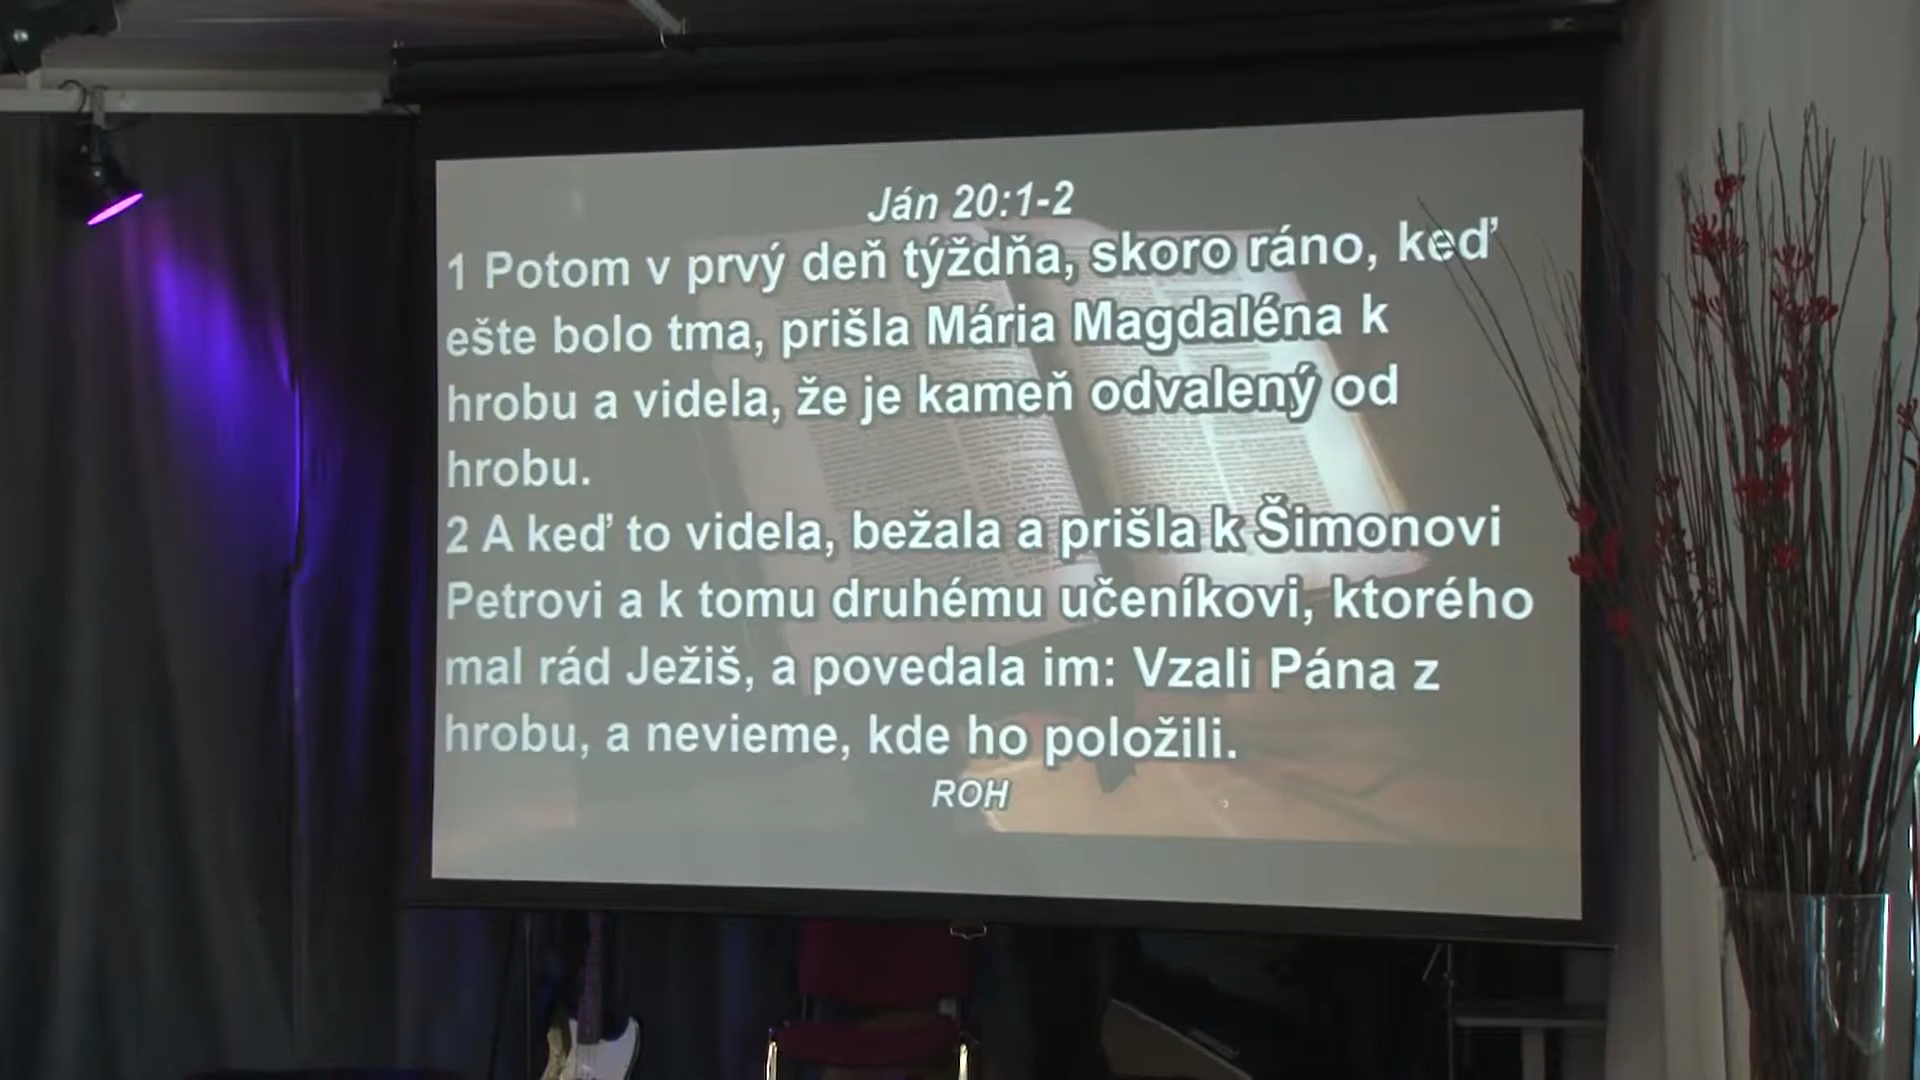 Ján 20:1-2
1 Potom v prvý deň týždňa, skoro ráno, keď
ešte bolo tma, prišla Mária Magdaléna k
hrobu a videla, že je kameň odvalený od
hrobu.
2 A keď to videla, bežala a prišla k Šimonovi
Petrovi a k tomu druhému učeníkovi, ktorého
mal rád Ježiš, a povedala im: Vzali Pána z
hrobu, a nevieme, kde ho položili.
ROH